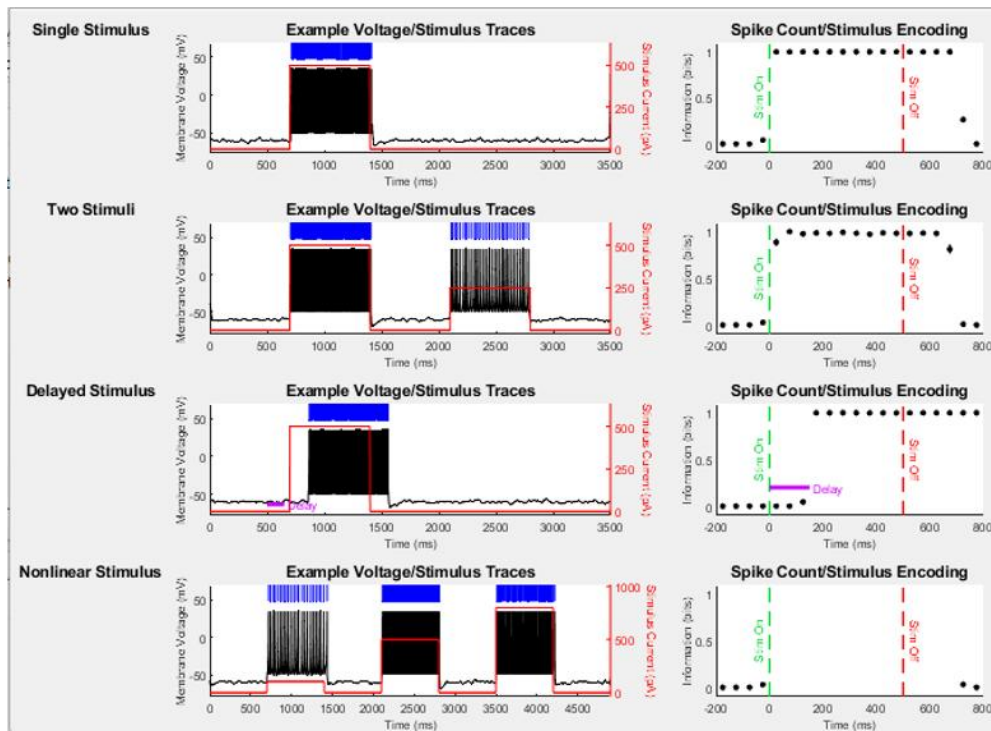 Single Stimulus
Example Voltage/Stimulus Traces
Spike Count/Stimulus Encoding
Membrane Voltage (mV)
50
0
-50
500
250
0
Stimulus Current (pA)
0 500 1000 1500 2000 2500 3000 3500
Time (ms)
Information (bits)
1
0.5
0
Stim On
Stim Off
-200 0 200 400 600 800
Time (ms)
Two Stimuli
Example Voltage/Stimulus Traces
Spike Count/Stimulus Encoding
Membrane Voltage (mV)
50
0
-50
500
250
0
Stimulus Current (pA)
0 500 1000 1500 2000 2500 3000 3500
Time (ms)
Information (bits)
1
0.5
0
Stim On
Stim Off
-200 0 200 400 600 800
Time (ms)
Delayed Stimulus
Example Voltage/Stimulus Traces
Spike Count/Stimulus Encoding
Membrane Voltage (mV)
50
0
-50
Delay
500
250
0
Stimulus Current (pA)
0 500 1000 1500 2000 2500 3000 3500
Time (ms)
Information (bits)
1
0.5
0
Stim On
Delay
Stim Off
-200 0 200 400 600 800
Time (ms)
Nonlinear Stimulus
Example Voltage/Stimulus Traces
Spike Count/Stimulus Encoding
Membrane Voltage (mV)
50
0
-50
1000
500
0
Stimulus Current (pA)
0 500 1000 1500 2000 2500 3000 3500 4000 4500
Time (ms)
Information (bits)
1
0.5
0
Stim On
Stim Off
-200 0 200 400 600 800
Time (ms)